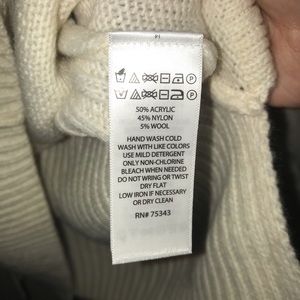 50% ACRYLIC
45% NYLON
5% WOOL
HAND WASH COLD
WASH WITH LIKE COLORS
USE MILD DETERGENT
ONLY NON-CHLORINE
BLEACH WHEN NEEDED
DO NOT WRING OR TWIST
DRY FLAT
LOW IRON IF NECESSARY
OR DRY CLEAN
RN# 75343